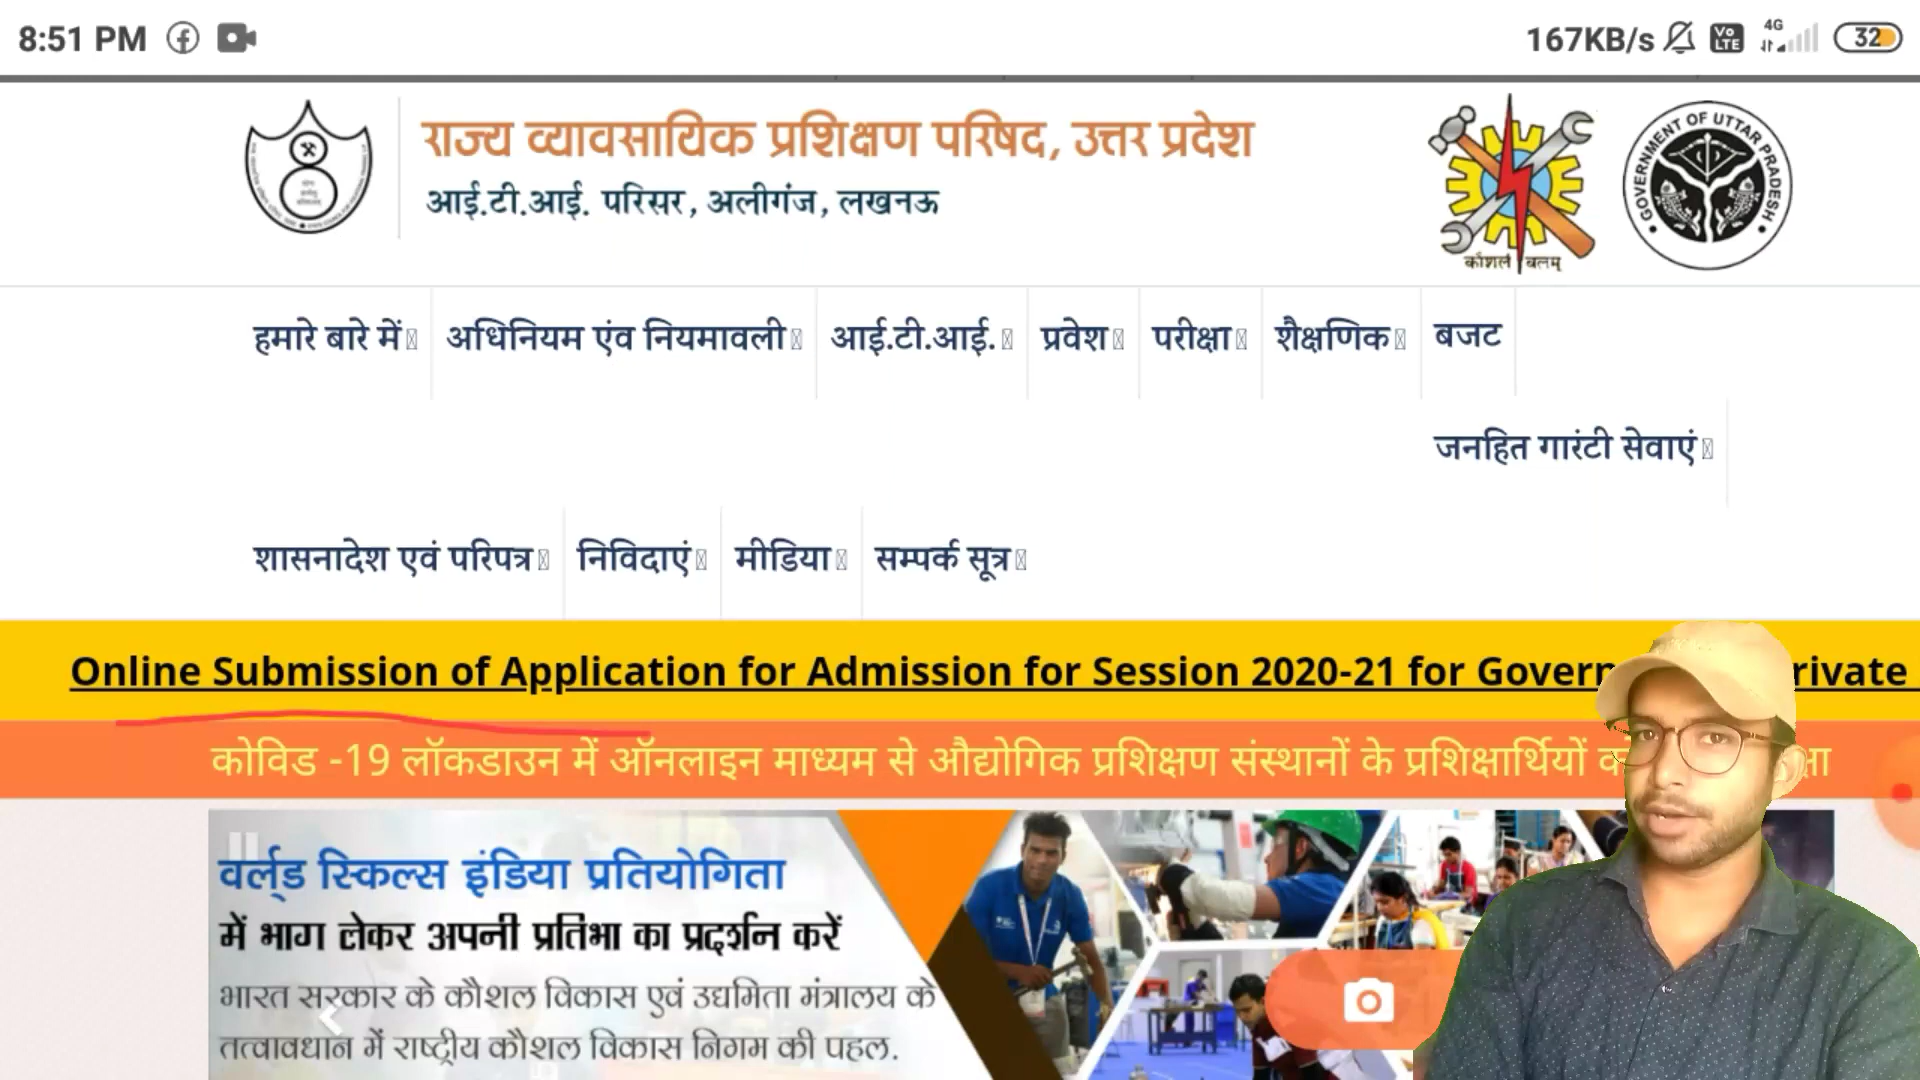 8:51 PM 167KB/s Vo LTE 4G 32
राज्य व्यावसायिक प्रशिक्षण परिषद, उत्तर प्रदेश
आई.टी.आई. परिसर, अलीगंज, लखनऊ
कौशलं बलम्
GOVERNMENT OF UTTAR PRADESH
हमारे बारे में अधिनियम एंव नियमावली आई.टी.आई. प्रवेश परीक्षा शैक्षणिक बजट
जनहित गारंटी सेवाएं
शासनादेश एवं परिपत्र निविदाएं मीडिया सम्पर्क सूत्र
Online Submission of Application for Admission for Session 2020-21 for Govern rivate
कोविड -19 लॉकडाउन में ऑनलाइन माध्यम से औद्योगिक प्रशिक्षण संस्थानों के प्रशिक्षार्थियों
वर्ल्ड स्किल्स इंडिया प्रतियोगिता
में भाग लेकर अपनी प्रतिभा का प्रदर्शन करें
भारत सरकार के कौशल विकास एवं उद्यमिता मंत्रालय के
तत्वावधान में राष्ट्रीय कौशल विकास निगम की पहल.